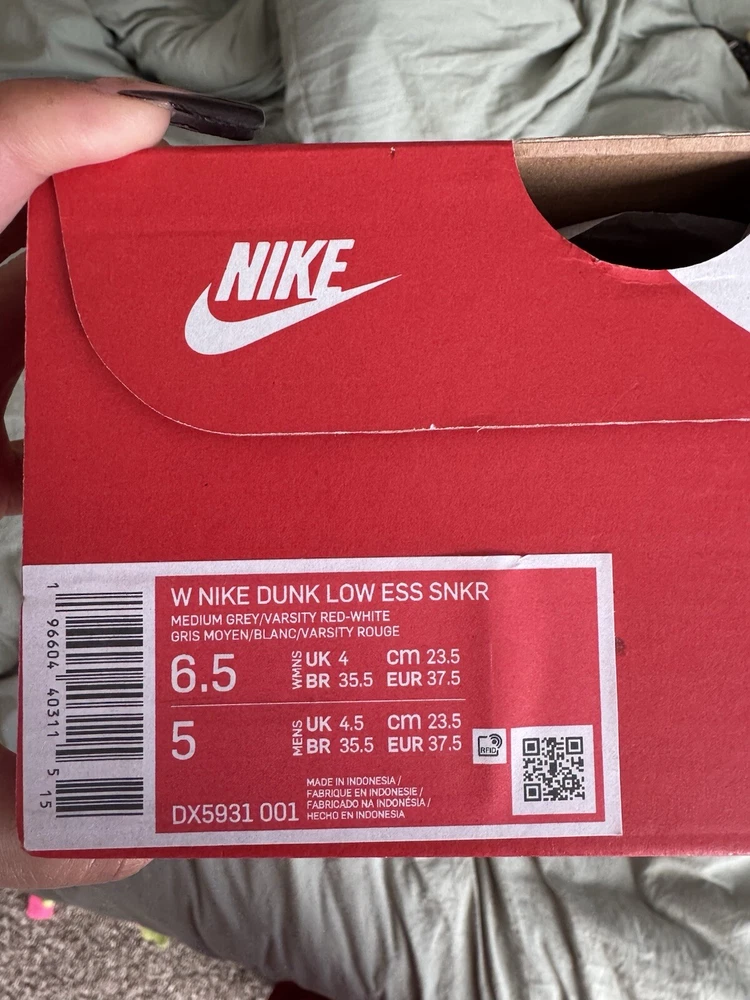 NIKE
W NIKE DUNK LOW ESS SNKR
MEDIUM GREY/VARSITY RED-WHITE
GRIS MOYEN/BLANC/VARSITY ROUGE
6.5 WMNS UK 4 cm 23.5
BR 35.5 EUR 37.5
5 MENS UK 4.5 cm 23.5
BR 35.5 EUR 37.5
RFID
MADE IN INDONESIA /
FABRIQUE EN INDONESIE /
FABRICADO NA INDONÉSIA /
HECHO EN INDONESIA
DX5931 001
1 96604 40311 5 15